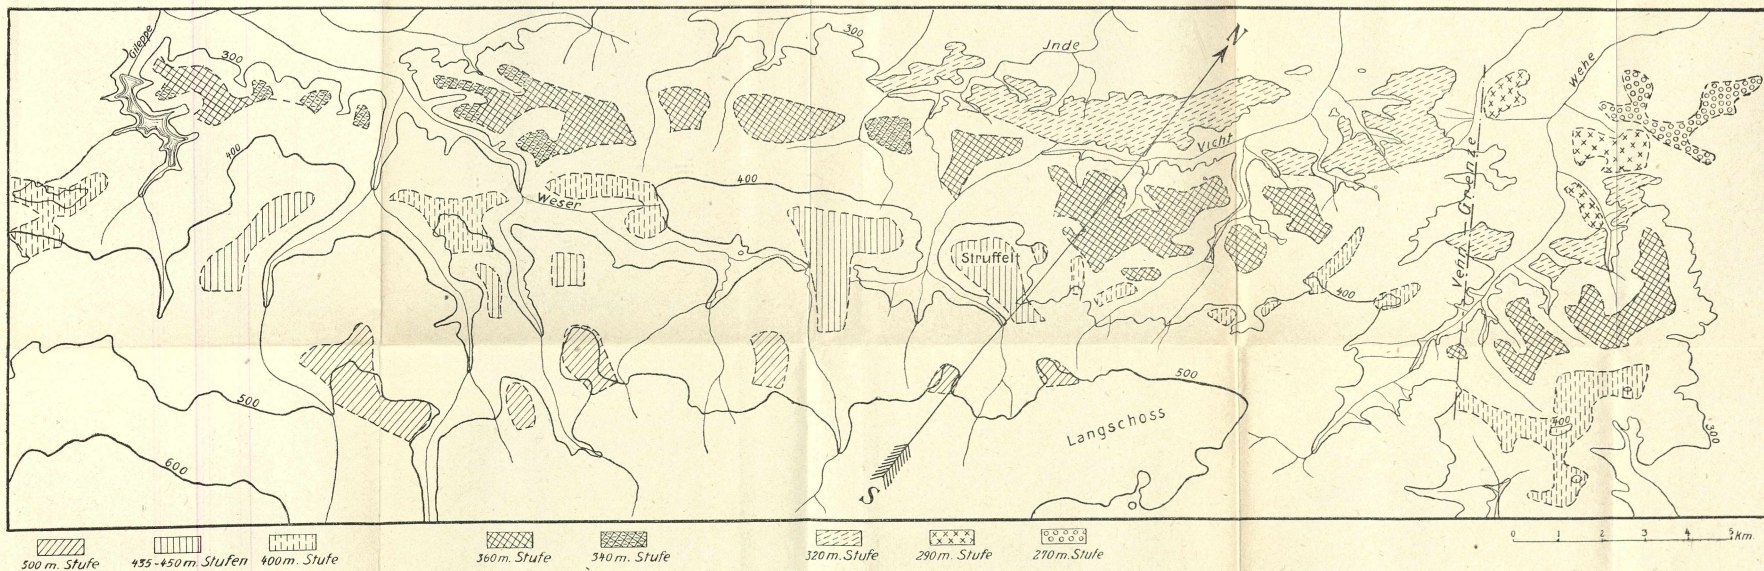 Gileppe
300
300
Jnde
N
Wehe
400
400
Weser
Vicht
Venn-Grenze
Struffelt
400
500
500
Langschoss
400
300
600
S
500 m. Stufe
435-450 m. Stufen
400 m. Stufe
360 m. Stufe
340 m. Stufe
320 m. Stufe
290 m. Stufe
270 m. Stufe
0 1 2 3 4 5 km.